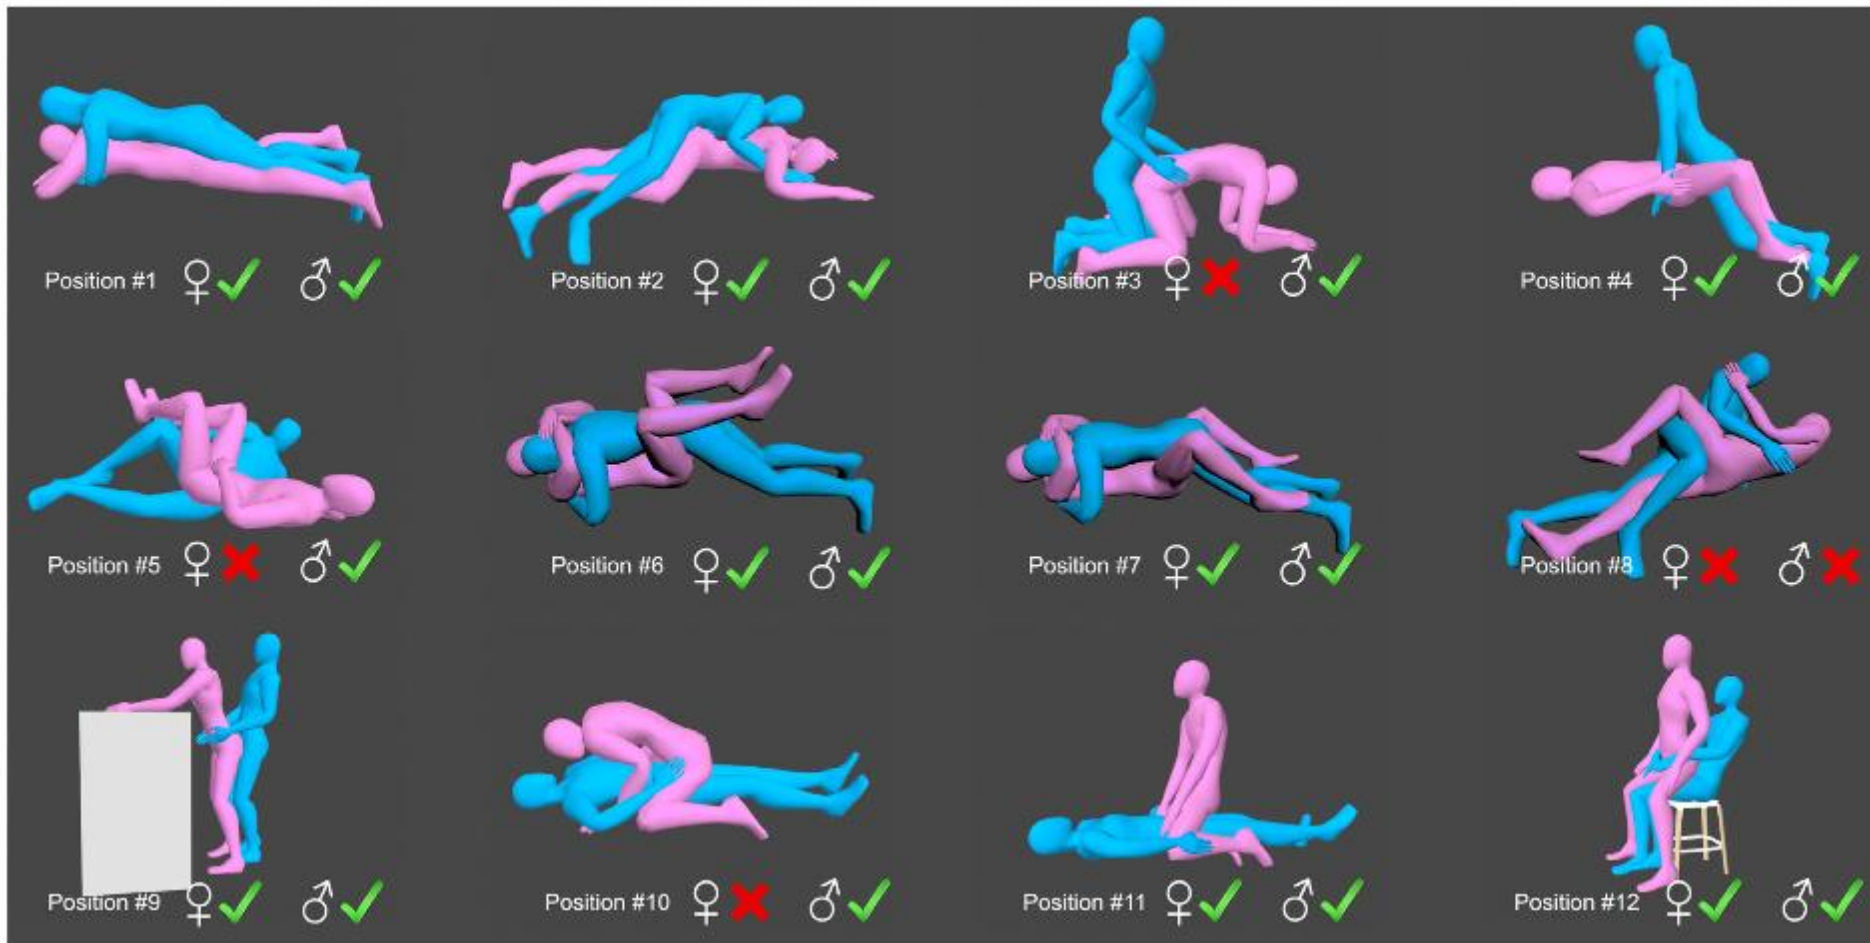 Position #1 ♀ ✓ ♂ ✓
Position #2 ♀ ✓ ♂ ✓
Position #3 ♀ ✗ ♂ ✓
Position #4 ♀ ✓ ♂ ✓
Position #5 ♀ ✗ ♂ ✓
Position #6 ♀ ✓ ♂ ✓
Position #7 ♀ ✓ ♂ ✓
Position #8 ♀ ✗ ♂ ✗
Position #9 ♀ ✓ ♂ ✓
Position #10 ♀ ✗ ♂ ✓
Position #11 ♀ ✓ ♂ ✓
Position #12 ♀ ✓ ♂ ✓